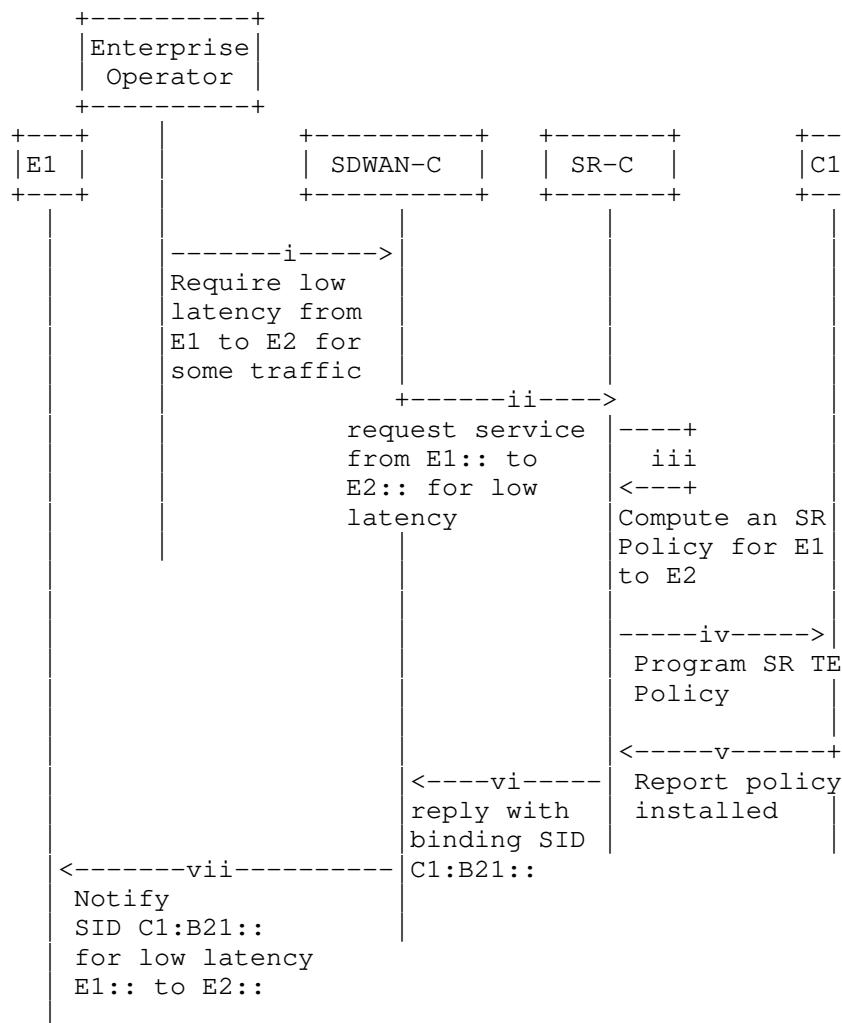 Enterprise
Operator
E1
SDWAN-C
SR-C
C1
i
Require low
latency from
E1 to E2 for
some traffic
ii
request service
from E1:: to
E2:: for low
latency
iii
Compute an SR
Policy for E1
to E2
iv
Program SR TE
Policy
v
Report policy
installed
vi
reply with
binding SID
C1:B21::
vii
Notify
SID C1:B21::
for low latency
E1:: to E2::